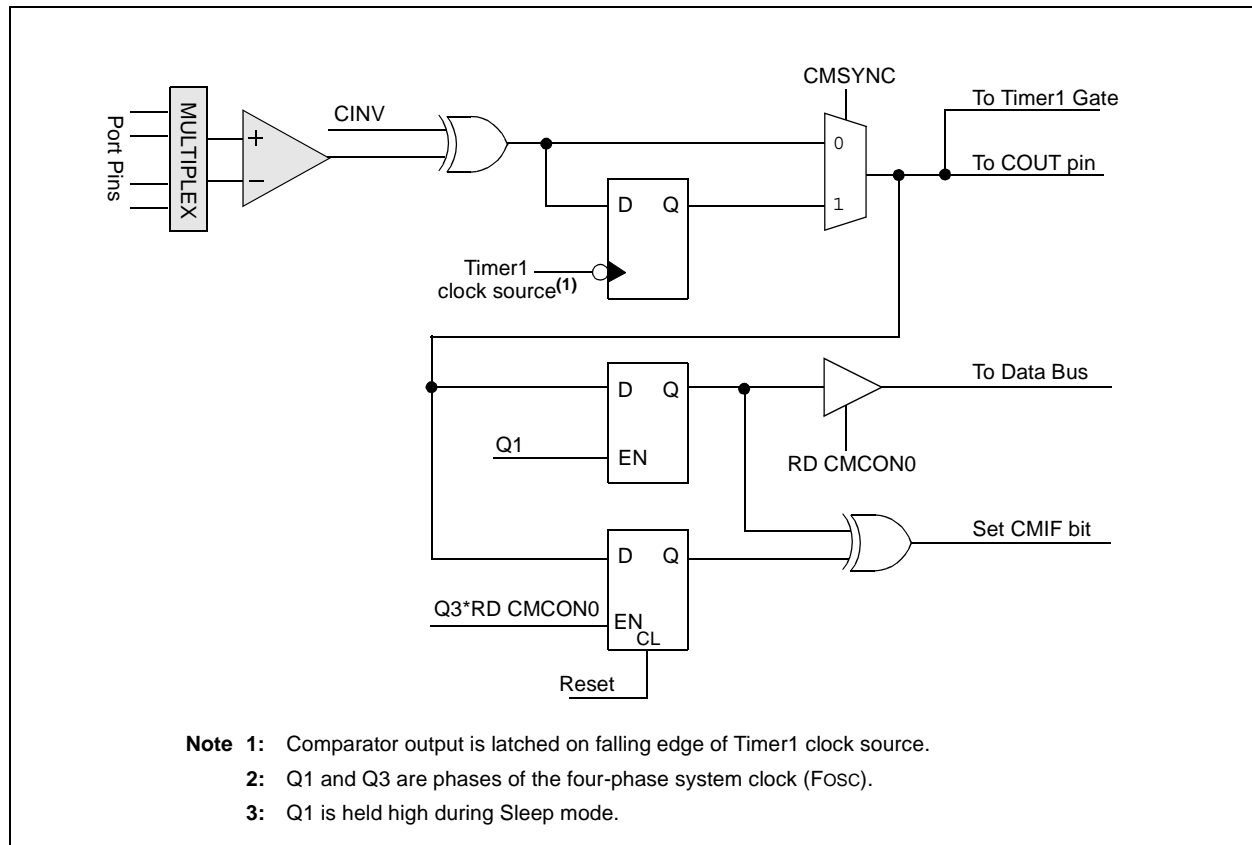 CMSYNC
To Timer1 Gate
CINV
MULTIPLEX
Port Pins
+
−
0
To COUT pin
D Q
1
Timer1
clock source(1)
D Q
To Data Bus
Q1
EN
RD CMCON0
Set CMIF bit
D Q
Q3*RD CMCON0
EN
CL
Reset
Note 1: Comparator output is latched on falling edge of Timer1 clock source.
2: Q1 and Q3 are phases of the four-phase system clock (FOSC).
3: Q1 is held high during Sleep mode.